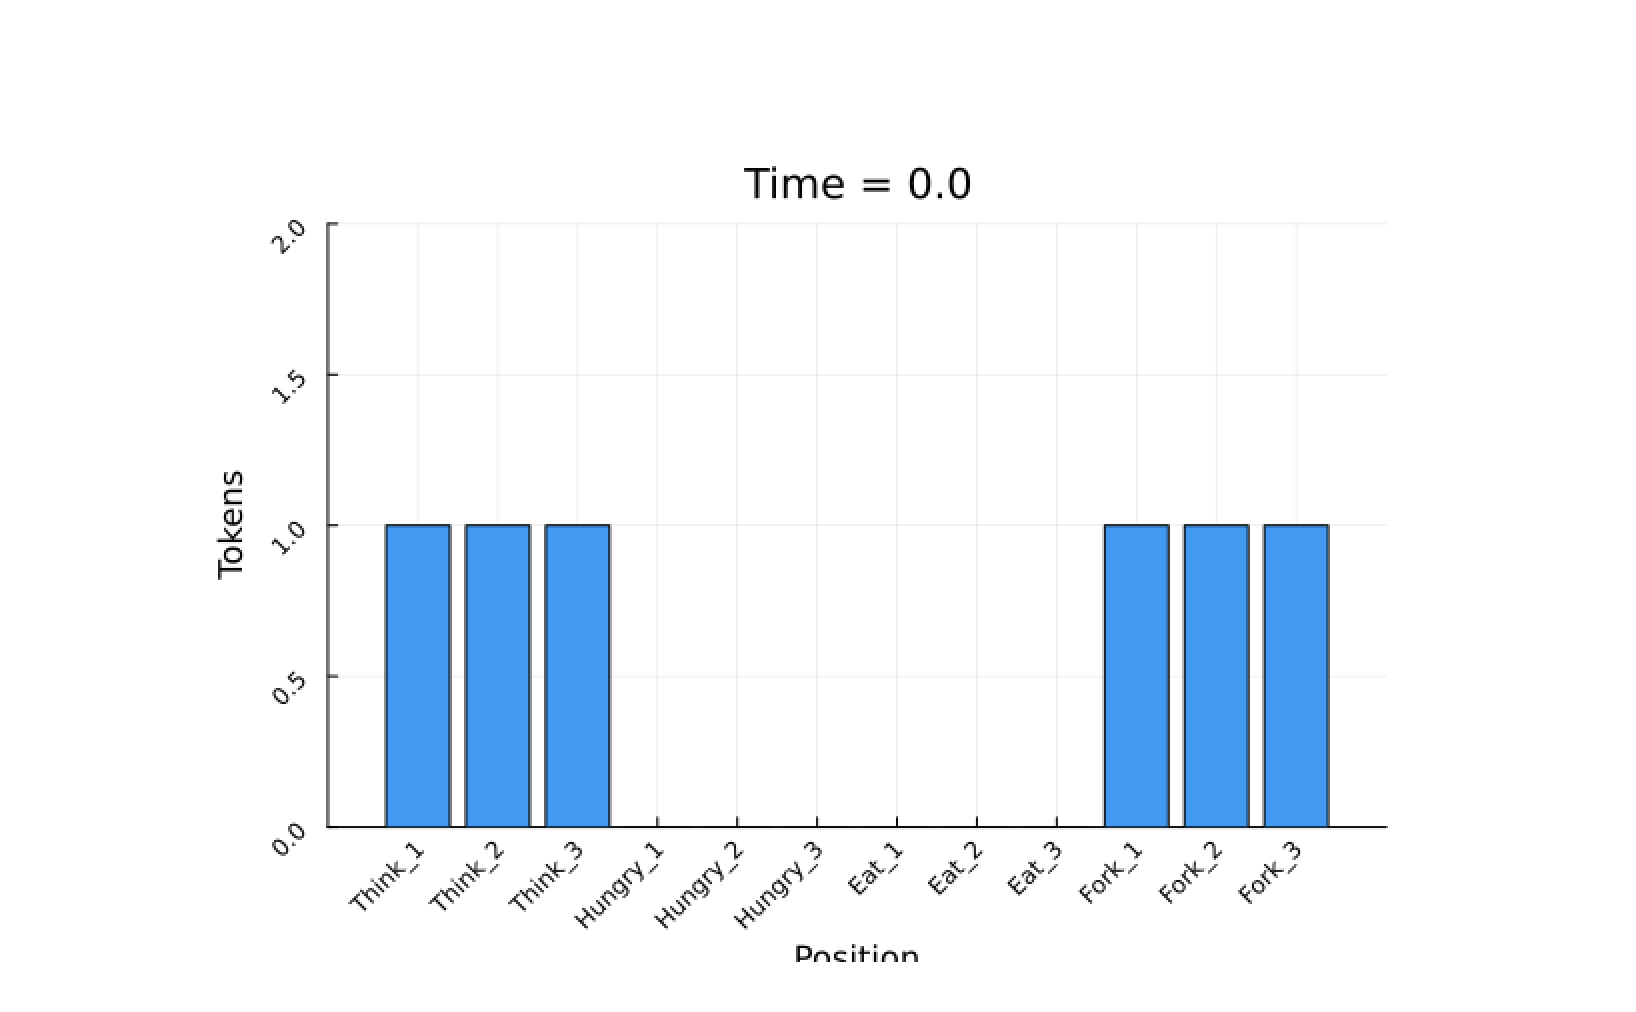 Time = 0.0
2.0
1.5
1.0
0.5
0.0
Tokens
Think_1
Think_2
Think_3
Hungry_1
Hungry_2
Hungry_3
Eat_1
Eat_2
Eat_3
Fork_1
Fork_2
Fork_3
Position